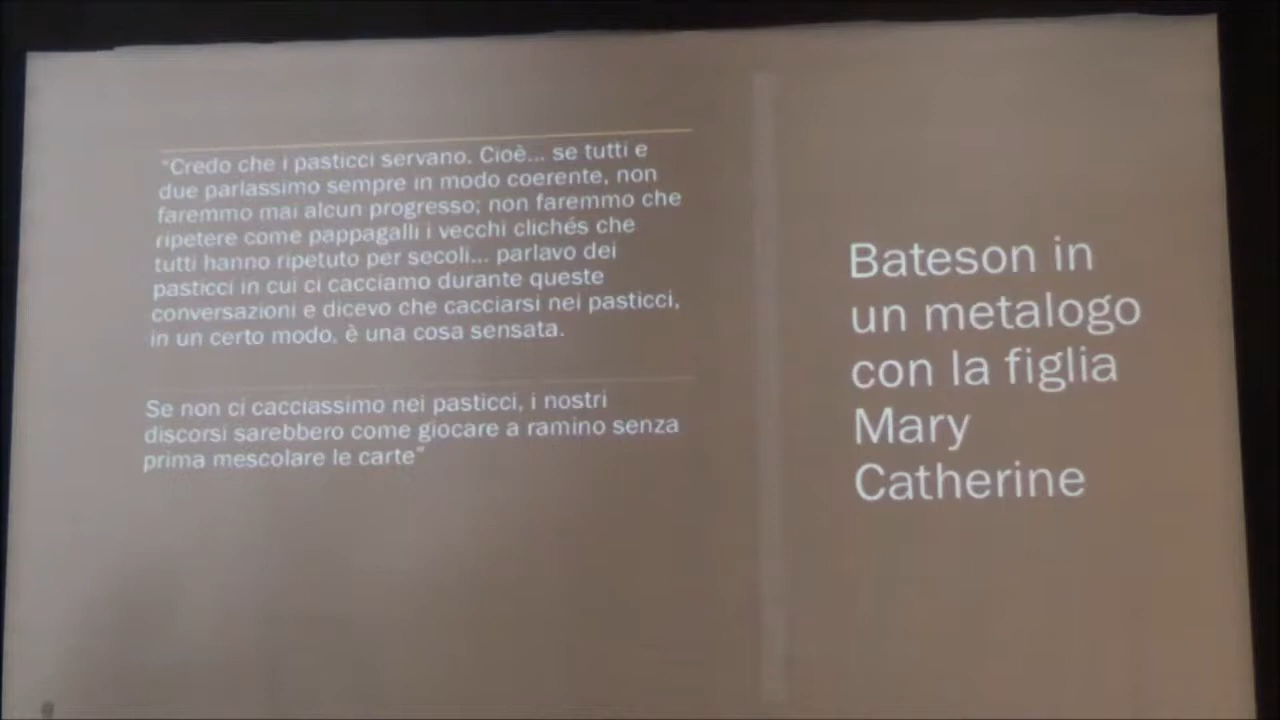 “Credo che i pasticci servano. Cioè... se tutti e
due parlassimo sempre in modo coerente, non
faremmo mai alcun progresso; non faremmo che
ripetere come pappagalli i vecchi clichés che
tutti hanno ripetuto per secoli... parlavo dei
pasticci in cui ci cacciamo durante queste
conversazioni e dicevo che cacciarsi nei pasticci,
in un certo modo, è una cosa sensata.
Se non ci cacciassimo nei pasticci, i nostri
discorsi sarebbero come giocare a ramino senza
prima mescolare le carte”
Bateson in
un metalogo
con la figlia
Mary
Catherine